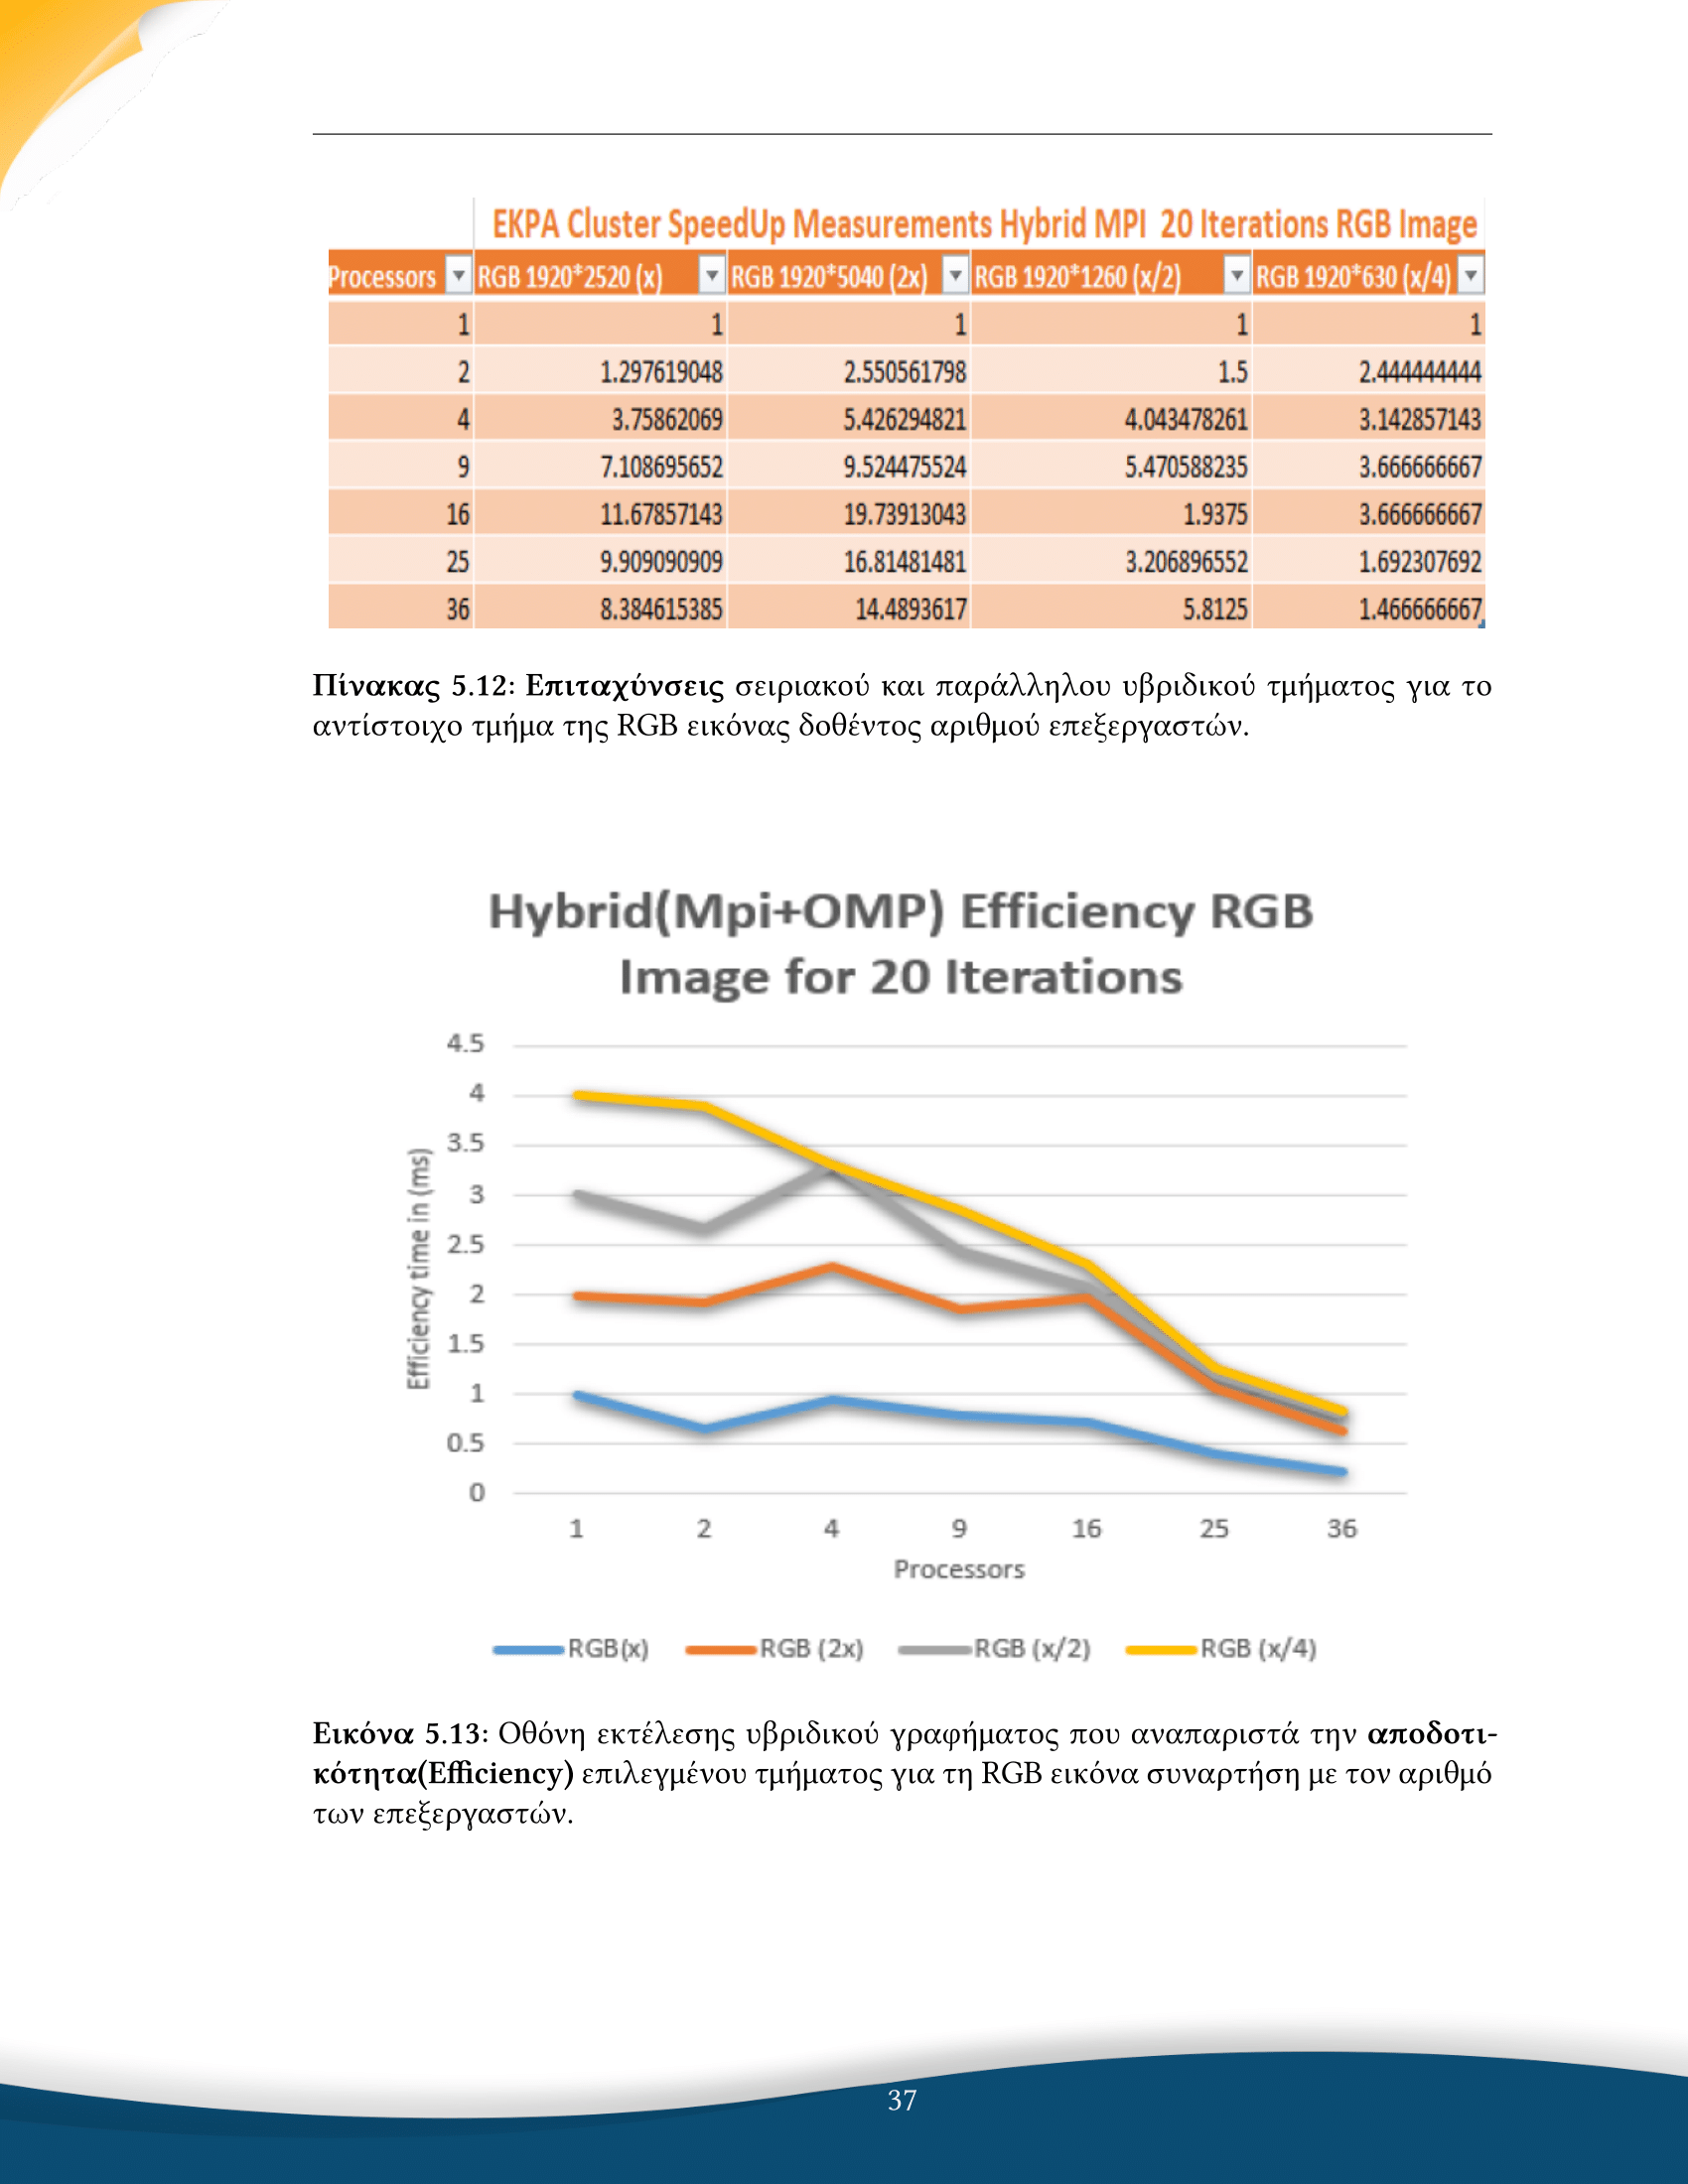 EKPA Cluster SpeedUp Measurements Hybrid MPI 20 Iterations RGB Image
Processors RGB 1920*2520 (x) RGB 1920*5040 (2x) RGB 1920*1260 (x/2) RGB 1920*630 (x/4)
1 1 1 1 1
2 1.297619048 2.550561798 1.5 2.444444444
4 3.75862069 5.426294821 4.043478261 3.142857143
9 7.108695652 9.524475524 5.470588235 3.666666667
16 11.67857143 19.73913043 1.9375 3.666666667
25 9.909090909 16.81481481 3.206896552 1.692307692
36 8.384615385 14.4893617 5.8125 1.466666667
Πίνακας 5.12: Επιταχύνσεις σειριακού και παράλληλου υβριδικού τμήματος για το
αντίστοιχο τμήμα της RGB εικόνας δοθέντος αριθμού επεξεργαστών.
Hybrid(Mpi+OMP) Efficiency RGB
Image for 20 Iterations
Efficiency time in (ms)
4.5
4
3.5
3
2.5
2
1.5
1
0.5
0
1 2 4 9 16 25 36
Processors
RGB(x) RGB (2x) RGB (x/2) RGB (x/4)
Εικόνα 5.13: Οθόνη εκτέλεσης υβριδικού γραφήματος που αναπαριστά την αποδοτι-
κότητα(Efficiency) επιλεγμένου τμήματος για τη RGB εικόνα συναρτήση με τον αριθμό
των επεξεργαστών.
37